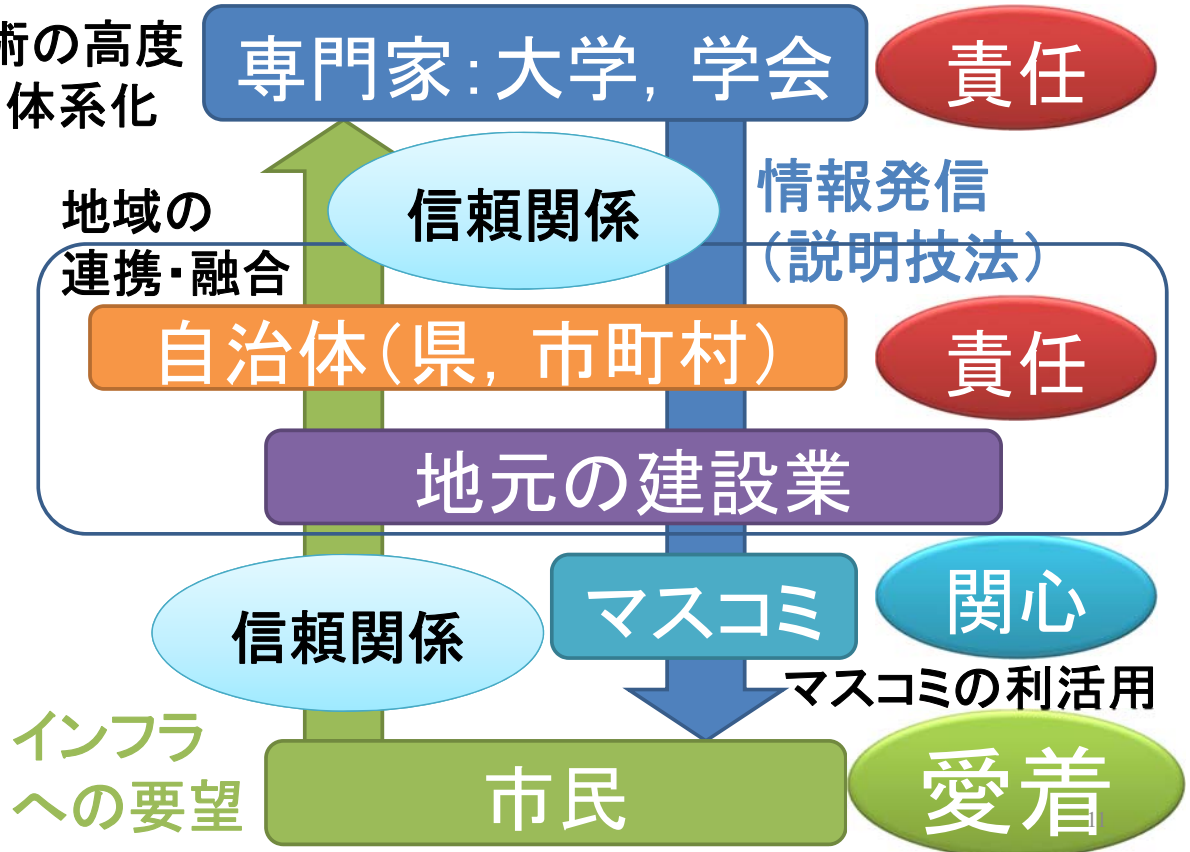 術の高度
体系化
専門家：大学，学会
責任
信頼関係
情報発信
（説明技法）
地域の
連携・融合
自治体（県，市町村）
責任
地元の建設業
マスコミ
関心
信頼関係
マスコミの利活用
インフラ
への要望
市民
愛着
11